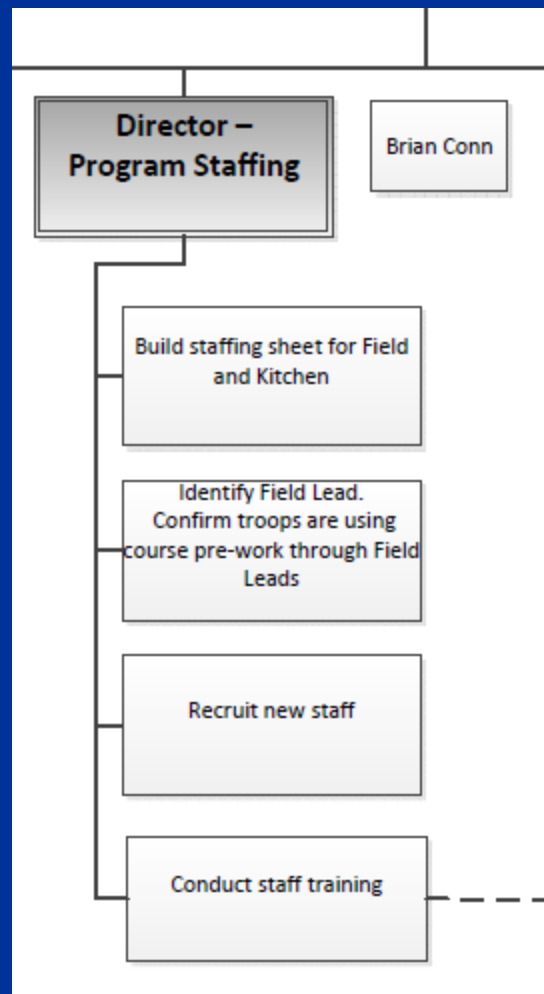 Director –
Program Staffing
Brian Conn
Build staffing sheet for Field
and Kitchen
Identify Field Lead.
Confirm troops are using
course pre-work through Field
Leads
Recruit new staff
Conduct staff training